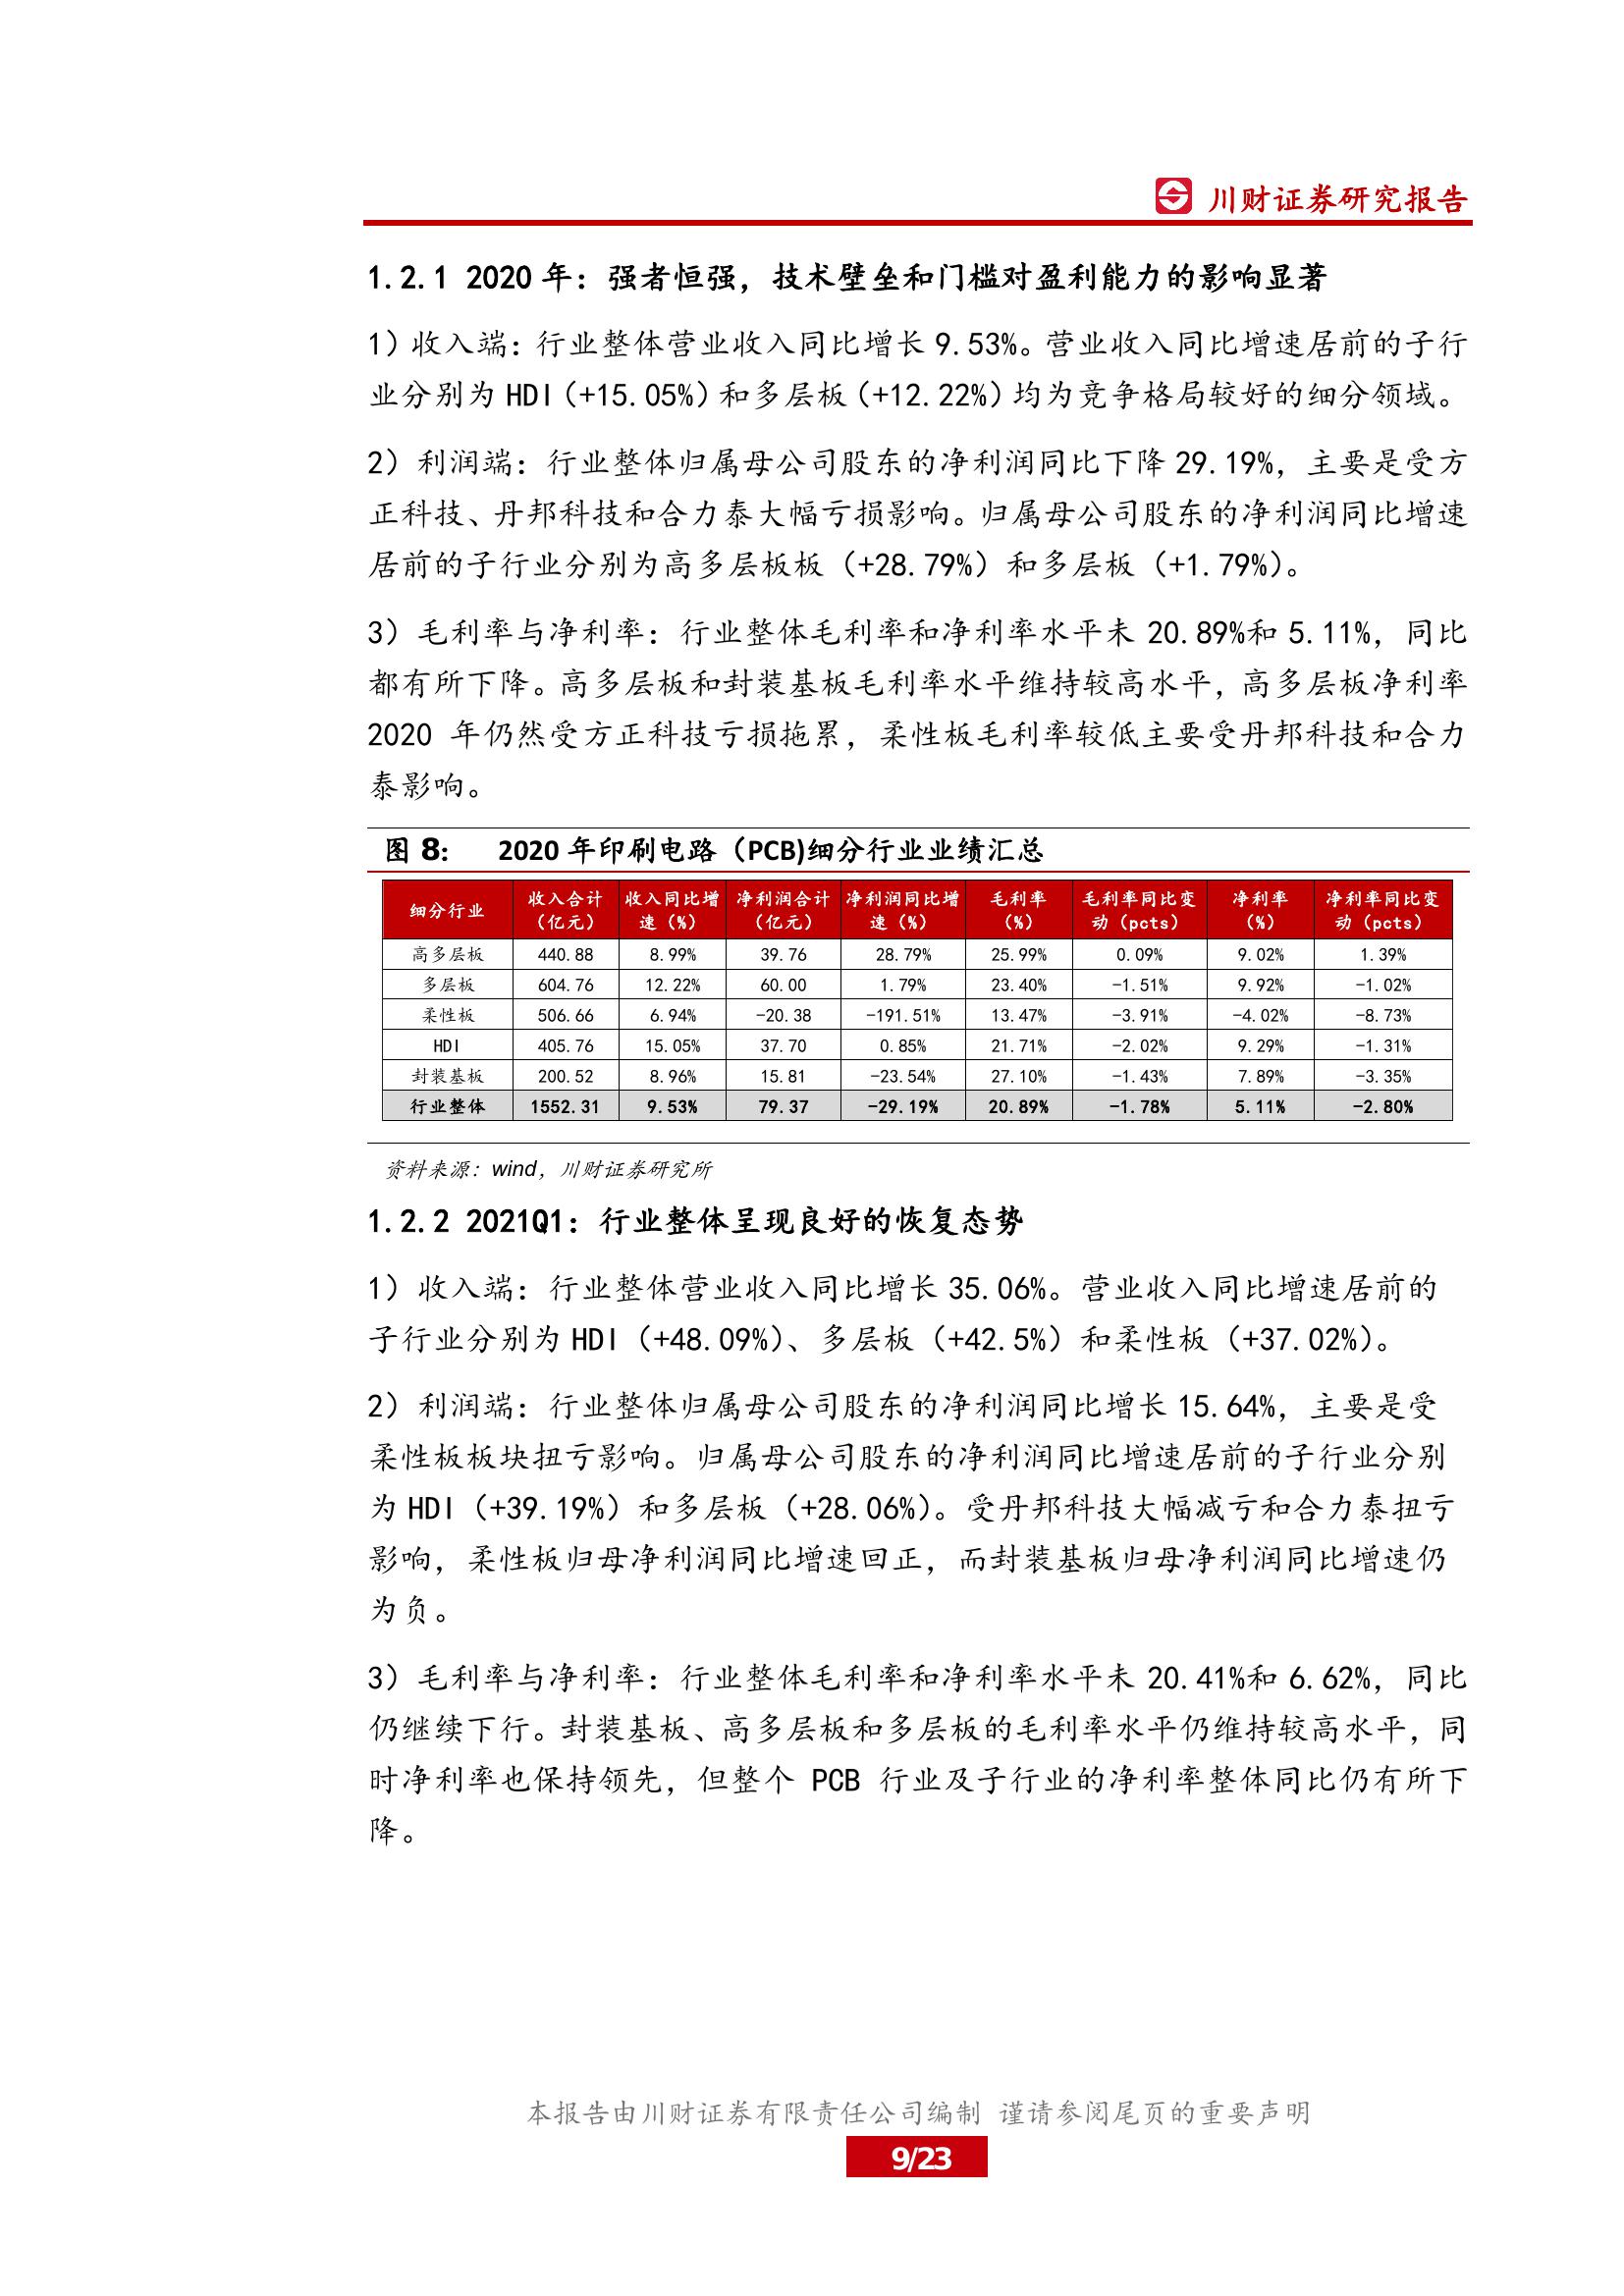 川财证券研究报告
1.2.1 2020 年：强者恒强，技术壁垒和门槛对盈利能力的影响显著
1）收入端：行业整体营业收入同比增长 9.53%。营业收入同比增速居前的子行
业分别为 HDI（+15.05%）和多层板（+12.22%）均为竞争格局较好的细分领域。
2）利润端：行业整体归属母公司股东的净利润同比下降 29.19%，主要是受方
正科技、丹邦科技和合力泰大幅亏损影响。归属母公司股东的净利润同比增速
居前的子行业分别为高多层板板（+28.79%）和多层板（+1.79%）。
3）毛利率与净利率：行业整体毛利率和净利率水平未 20.89%和 5.11%，同比
都有所下降。高多层板和封装基板毛利率水平维持较高水平，高多层板净利率
2020 年仍然受方正科技亏损拖累，柔性板毛利率较低主要受丹邦科技和合力
泰影响。
图 8： 2020 年印刷电路（PCB)细分行业业绩汇总
细分行业 收入合计（亿元） 收入同比增速（%） 净利润合计（亿元） 净利润同比增速（%） 毛利率（%） 毛利率同比变动（pcts） 净利率（%） 净利率同比变动（pcts）
高多层板 440.88 8.99% 39.76 28.79% 25.99% 0.09% 9.02% 1.39%
多层板 604.76 12.22% 60.00 1.79% 23.40% -1.51% 9.92% -1.02%
柔性板 506.66 6.94% -20.38 -191.51% 13.47% -3.91% -4.02% -8.73%
HDI 405.76 15.05% 37.70 0.85% 21.71% -2.02% 9.29% -1.31%
封装基板 200.52 8.96% 15.81 -23.54% 27.10% -1.43% 7.89% -3.35%
行业整体 1552.31 9.53% 79.37 -29.19% 20.89% -1.78% 5.11% -2.80%
资料来源：wind，川财证券研究所
1.2.2 2021Q1：行业整体呈现良好的恢复态势
1）收入端：行业整体营业收入同比增长 35.06%。营业收入同比增速居前的
子行业分别为 HDI（+48.09%）、多层板（+42.5%）和柔性板（+37.02%）。
2）利润端：行业整体归属母公司股东的净利润同比增长 15.64%，主要是受
柔性板板块扭亏影响。归属母公司股东的净利润同比增速居前的子行业分别
为 HDI（+39.19%）和多层板（+28.06%）。受丹邦科技大幅减亏和合力泰扭亏
影响，柔性板归母净利润同比增速回正，而封装基板归母净利润同比增速仍
为负。
3）毛利率与净利率：行业整体毛利率和净利率水平未 20.41%和 6.62%，同比
仍继续下行。封装基板、高多层板和多层板的毛利率水平仍维持较高水平，同
时净利率也保持领先，但整个 PCB 行业及子行业的净利率整体同比仍有所下
降。
本报告由川财证券有限责任公司编制 谨请参阅尾页的重要声明
9/23